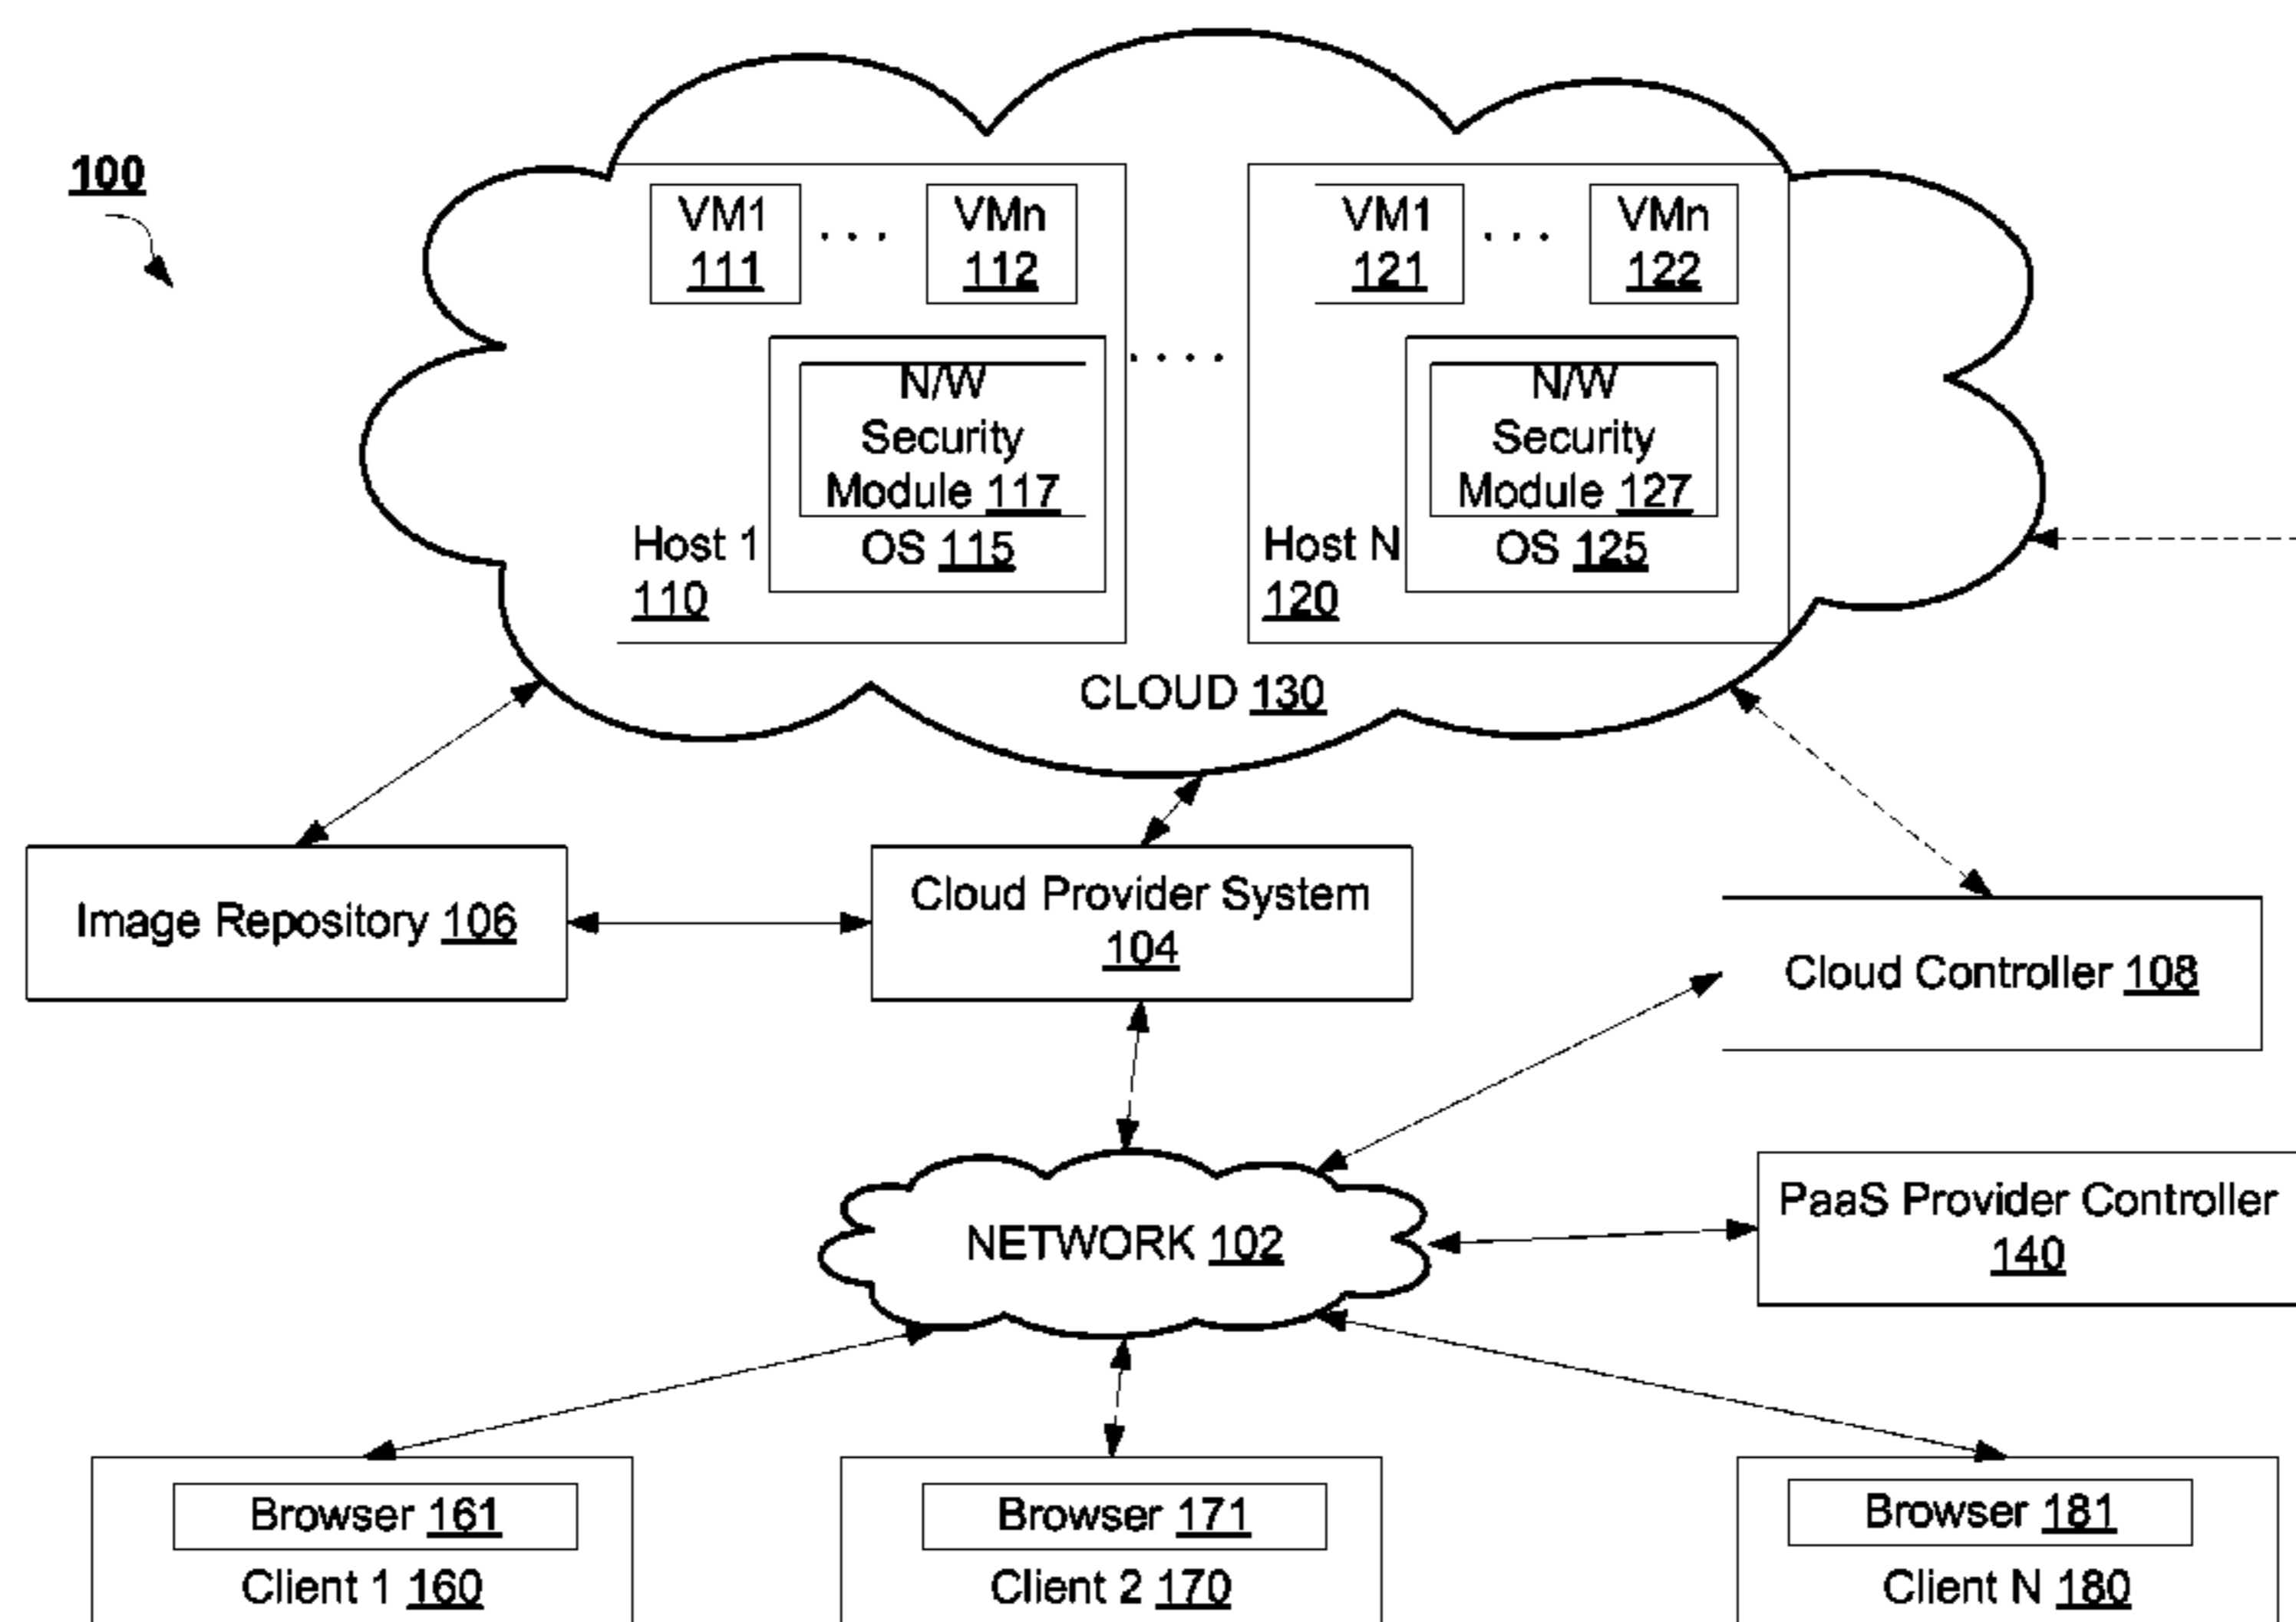 100
VM1
111
. . .
VMn
112
VM1
121
. . .
VMn
122
. . . .
N/W
Security
Module 117
OS 115
Host 1
110
N/W
Security
Module 127
OS 125
Host N
120
CLOUD 130
Image Repository 106
Cloud Provider System
104
Cloud Controller 108
NETWORK 102
PaaS Provider Controller
140
Browser 161
Client 1 160
Browser 171
Client 2 170
Browser 181
Client N 180